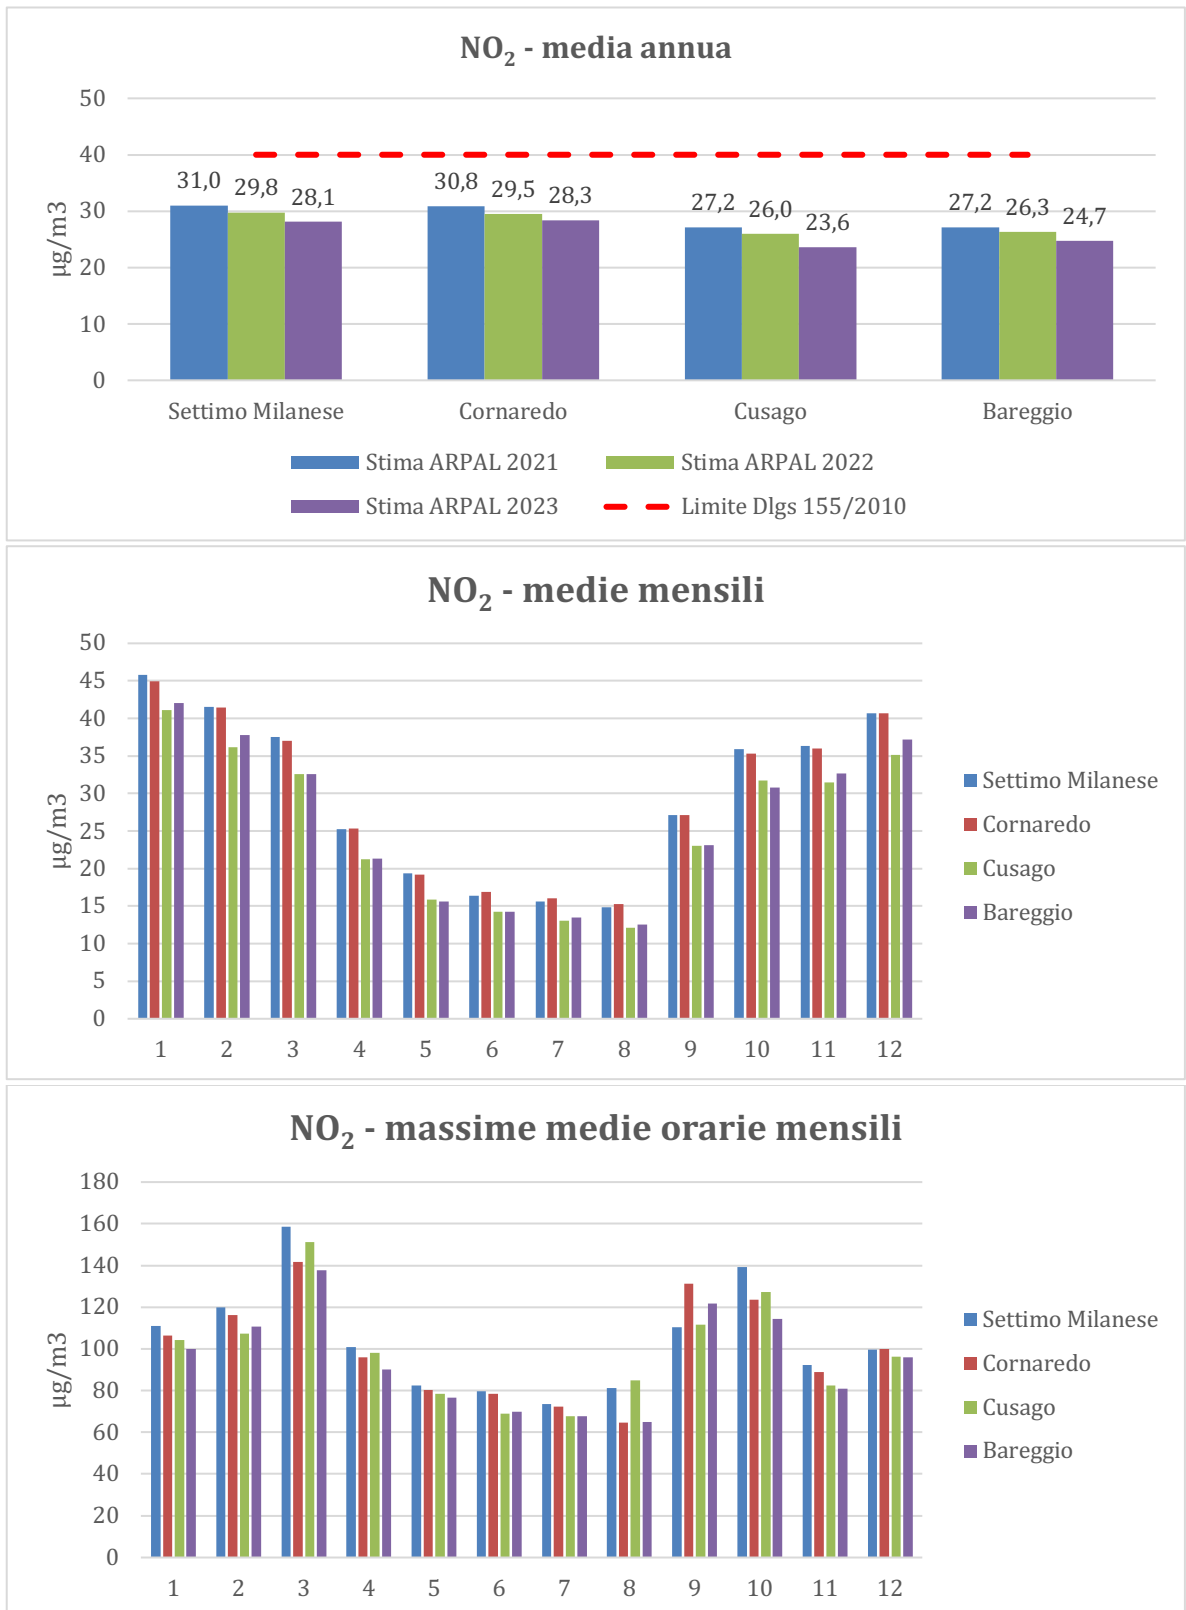 NO₂ - media annua
50
40
30
20
10
0
µg/m3
31,0 29,8 28,1 30,8 29,5 28,3 27,2 26,0 23,6 27,2 26,3 24,7
Settimo Milanese Cornaredo Cusago Bareggio
Stima ARPAL 2021 Stima ARPAL 2022
Stima ARPAL 2023 Limite Dlgs 155/2010
NO₂ - medie mensili
50
45
40
35
30
25
20
15
10
5
0
µg/m3
1 2 3 4 5 6 7 8 9 10 11 12
Settimo Milanese
Cornaredo
Cusago
Bareggio
NO₂ - massime medie orarie mensili
180
160
140
120
100
80
60
40
20
0
µg/m3
1 2 3 4 5 6 7 8 9 10 11 12
Settimo Milanese
Cornaredo
Cusago
Bareggio